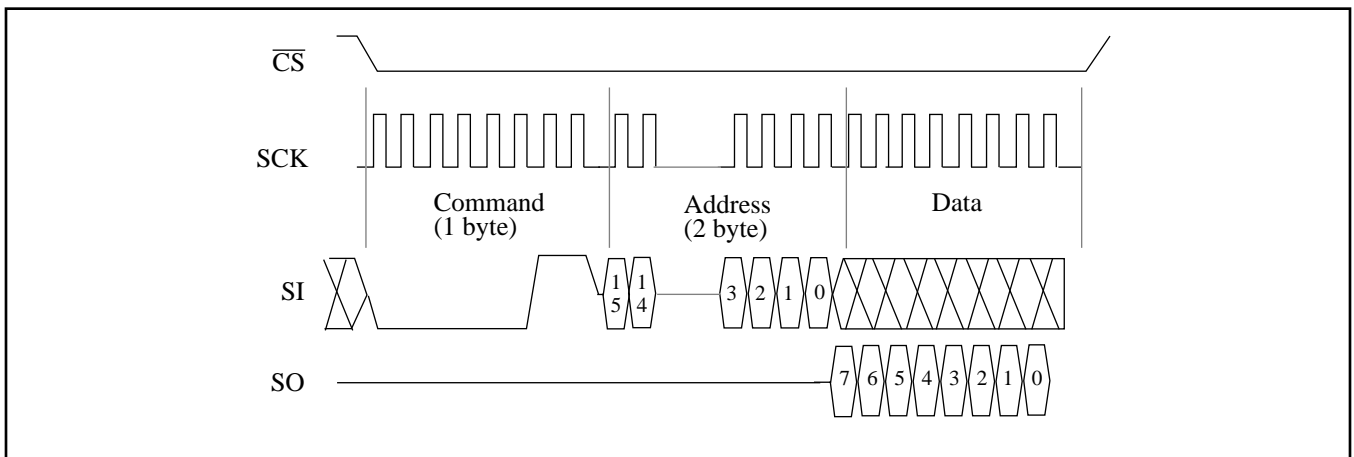 CS
SCK
Command
(1 byte)
Address
(2 byte)
Data
SI
1
5
1
4
3 2 1 0
SO
7 6 5 4 3 2 1 0